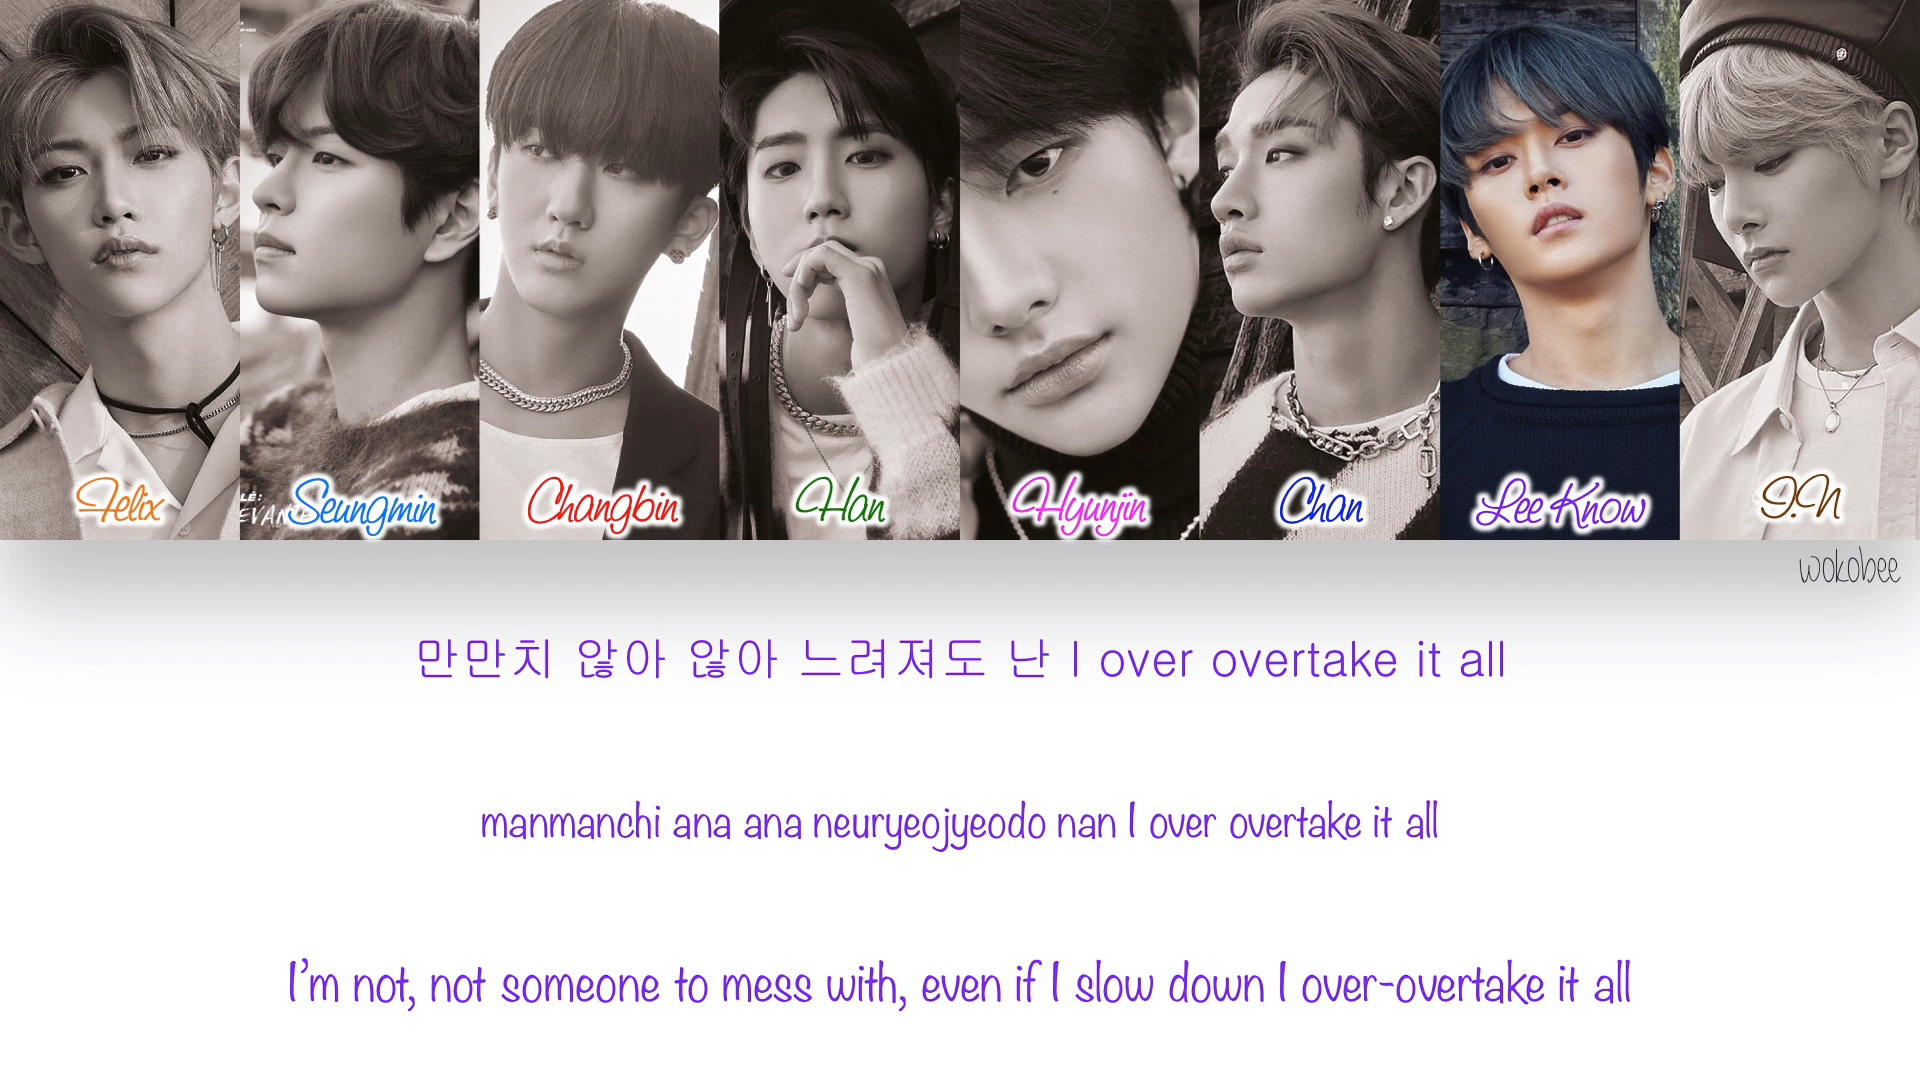 Felix
Seungmin
Changbin
Han
Hyunjin
Chan
Lee Know
I.N
wokobee
만만치 않아 않아 느려져도 난 I over overtake it all
manmanchi ana ana neuryeojyeodo nan I over overtake it all
I'm not, not someone to mess with, even if I slow down I over-overtake it all